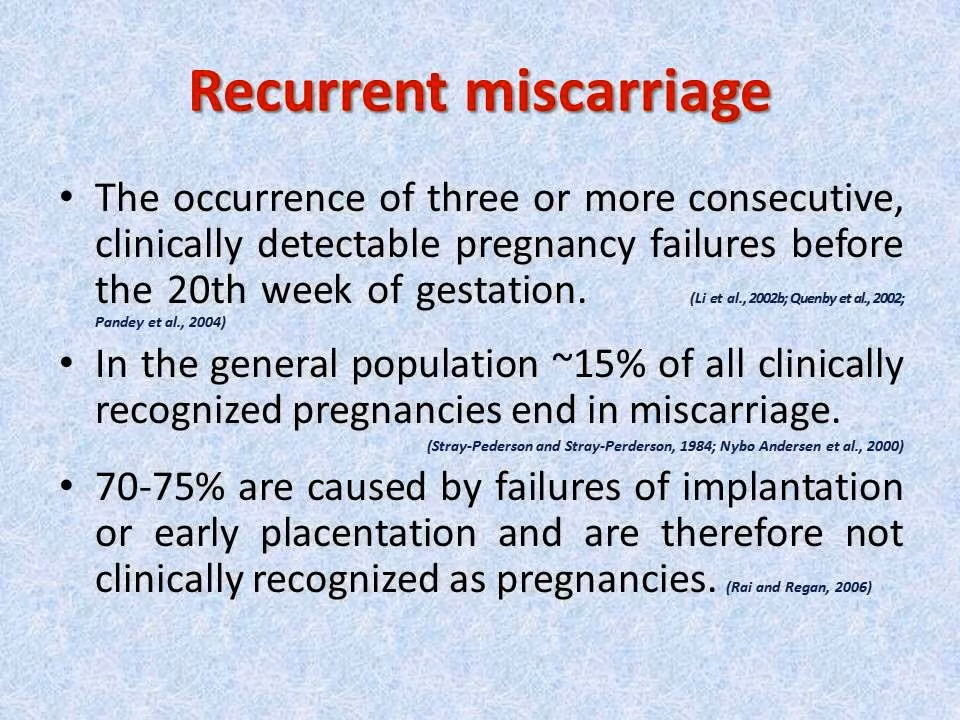 Recurrent miscarriage
• The occurrence of three or more consecutive,
clinically detectable pregnancy failures before
the 20th week of gestation. (Li et al., 2002b; Quenby et al., 2002;
Pandey et al., 2004)
• In the general population ~15% of all clinically
recognized pregnancies end in miscarriage.
(Stray-Pederson and Stray-Perderson, 1984; Nybo Andersen et al., 2000)
• 70-75% are caused by failures of implantation
or early placentation and are therefore not
clinically recognized as pregnancies. (Rai and Regan, 2006)